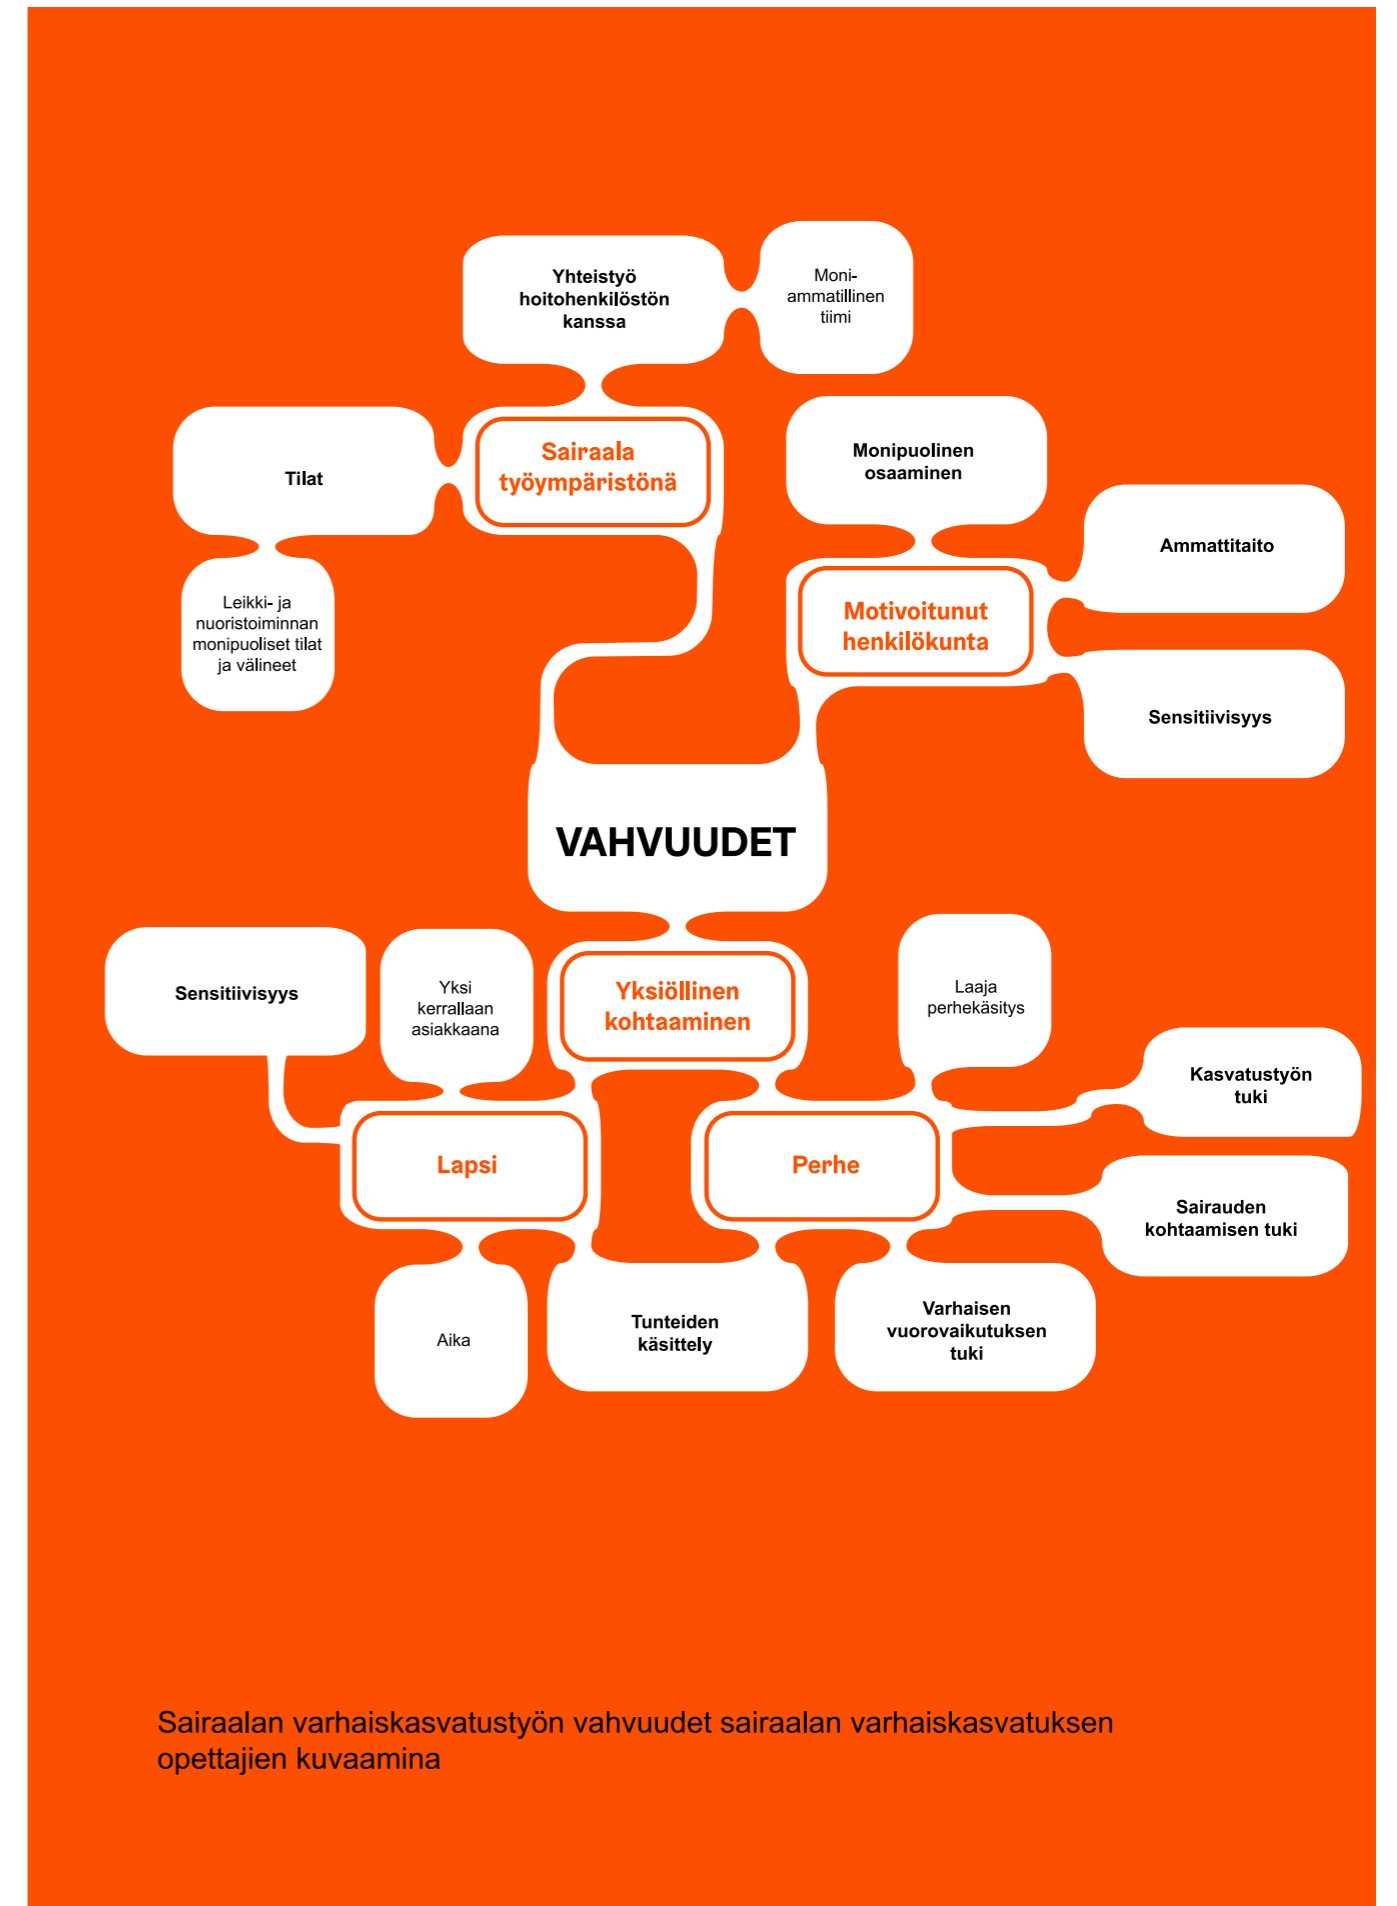 Yhteistyö
hoitohenkilöstön
kanssa
Moni-
ammatillinen
tiimi
Sairaala
työympäristönä
Tilat
Leikki- ja
nuoristoiminnan
monipuoliset tilat
ja välineet
Monipuolinen
osaaminen
Ammattitaito
Motivoitunut
henkilökunta
Sensitiivisyys
VAHVUUDET
Sensitiivisyys
Yksi
kerrallaan
asiakkaana
Yksiöllinen
kohtaaminen
Laaja
perhekäsitys
Kasvatustyön
tuki
Lapsi
Perhe
Sairauden
kohtaamisen tuki
Aika
Tunteiden
käsittely
Varhaisen
vuorovaikutuksen
tuki
Sairaalan varhaiskasvatustyön vahvuudet sairaalan varhaiskasvatuksen
opettajien kuvaamina